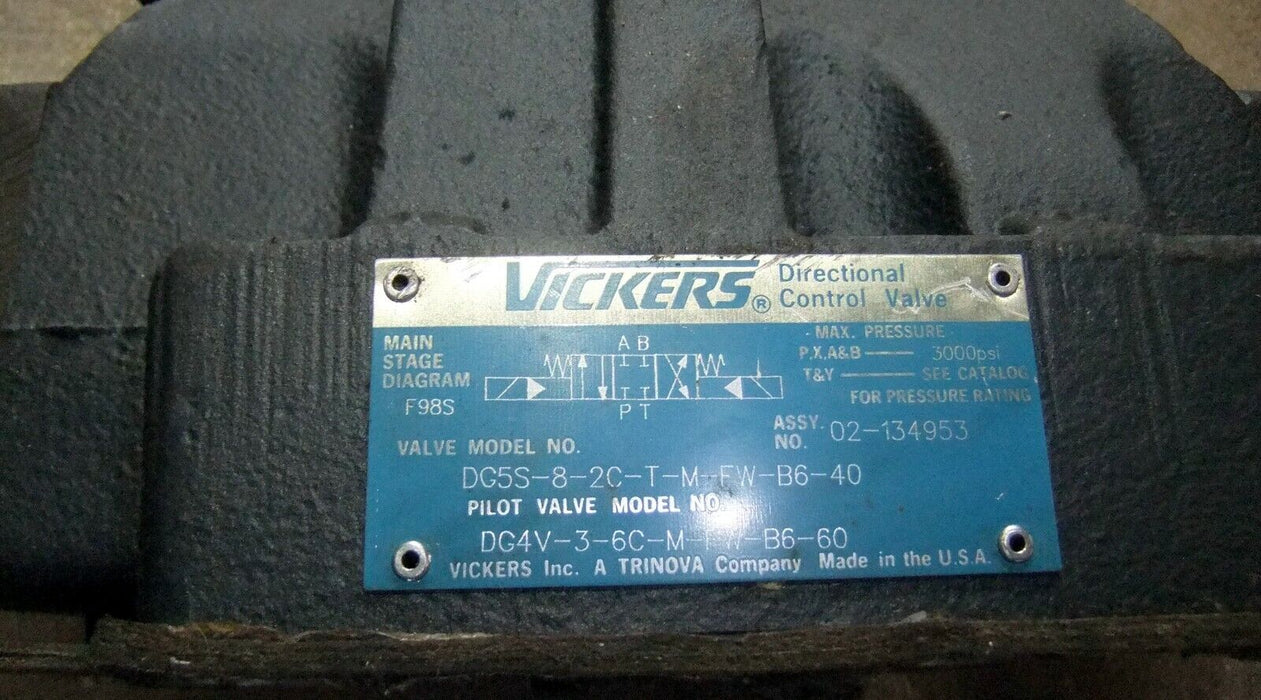 VICKERS® Directional
Control Valve
MAIN
STAGE
DIAGRAM
F98S
A B
P T
MAX. PRESSURE
P.X.A&B — 3000psi
T&Y — SEE CATALOG
FOR PRESSURE RATING
ASSY.
NO. 02-134953
VALVE MODEL NO.
DG5S-8-2C-T-M-FW-B6-40
PILOT VALVE MODEL NO.
DG4V-3-6C-M-FW-B6-60
VICKERS Inc. A TRINOVA Company Made in the U.S.A.